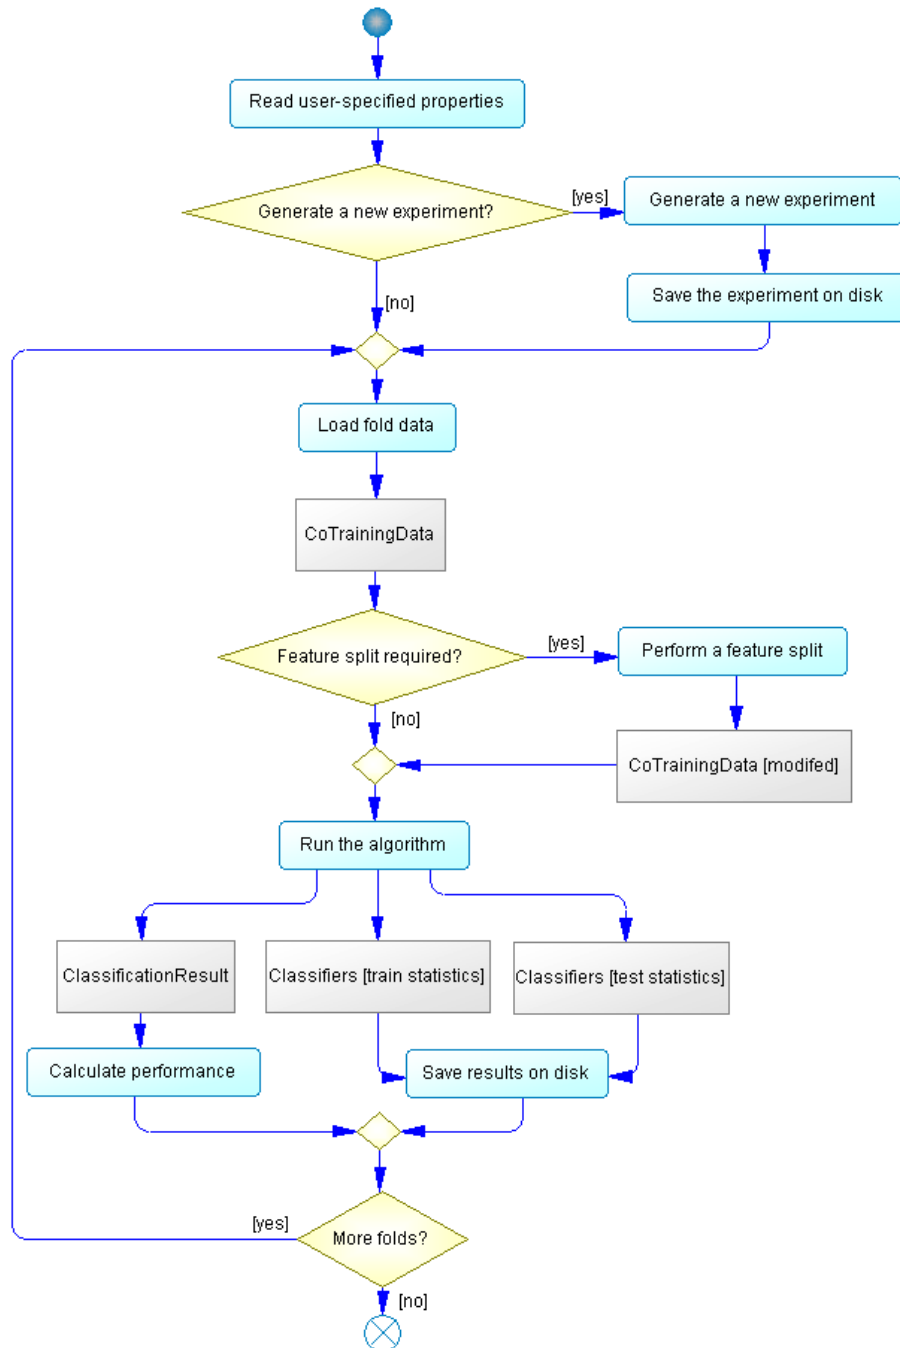 Read user-specified properties
Generate a new experiment?
[yes]
Generate a new experiment
Save the experiment on disk
[no]
Load fold data
CoTrainingData
Feature split required?
[yes]
Perform a feature split
[no]
CoTrainingData [modifed]
Run the algorithm
ClassificationResult
Classifiers [train statistics]
Classifiers [test statistics]
Calculate performance
Save results on disk
[yes]
More folds?
[no]